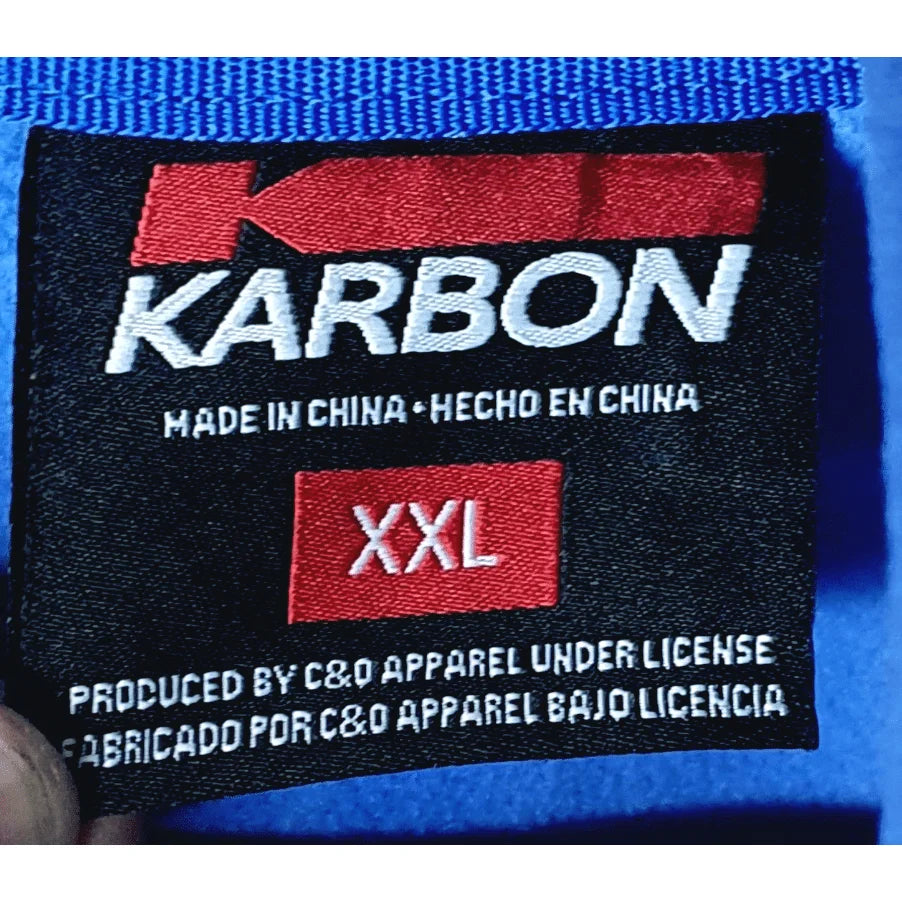 KARBON
MADE IN CHINA • HECHO EN CHINA
XXL
PRODUCED BY C&O APPAREL UNDER LICENSE
FABRICADO POR C&O APPAREL BAJO LICENCIA